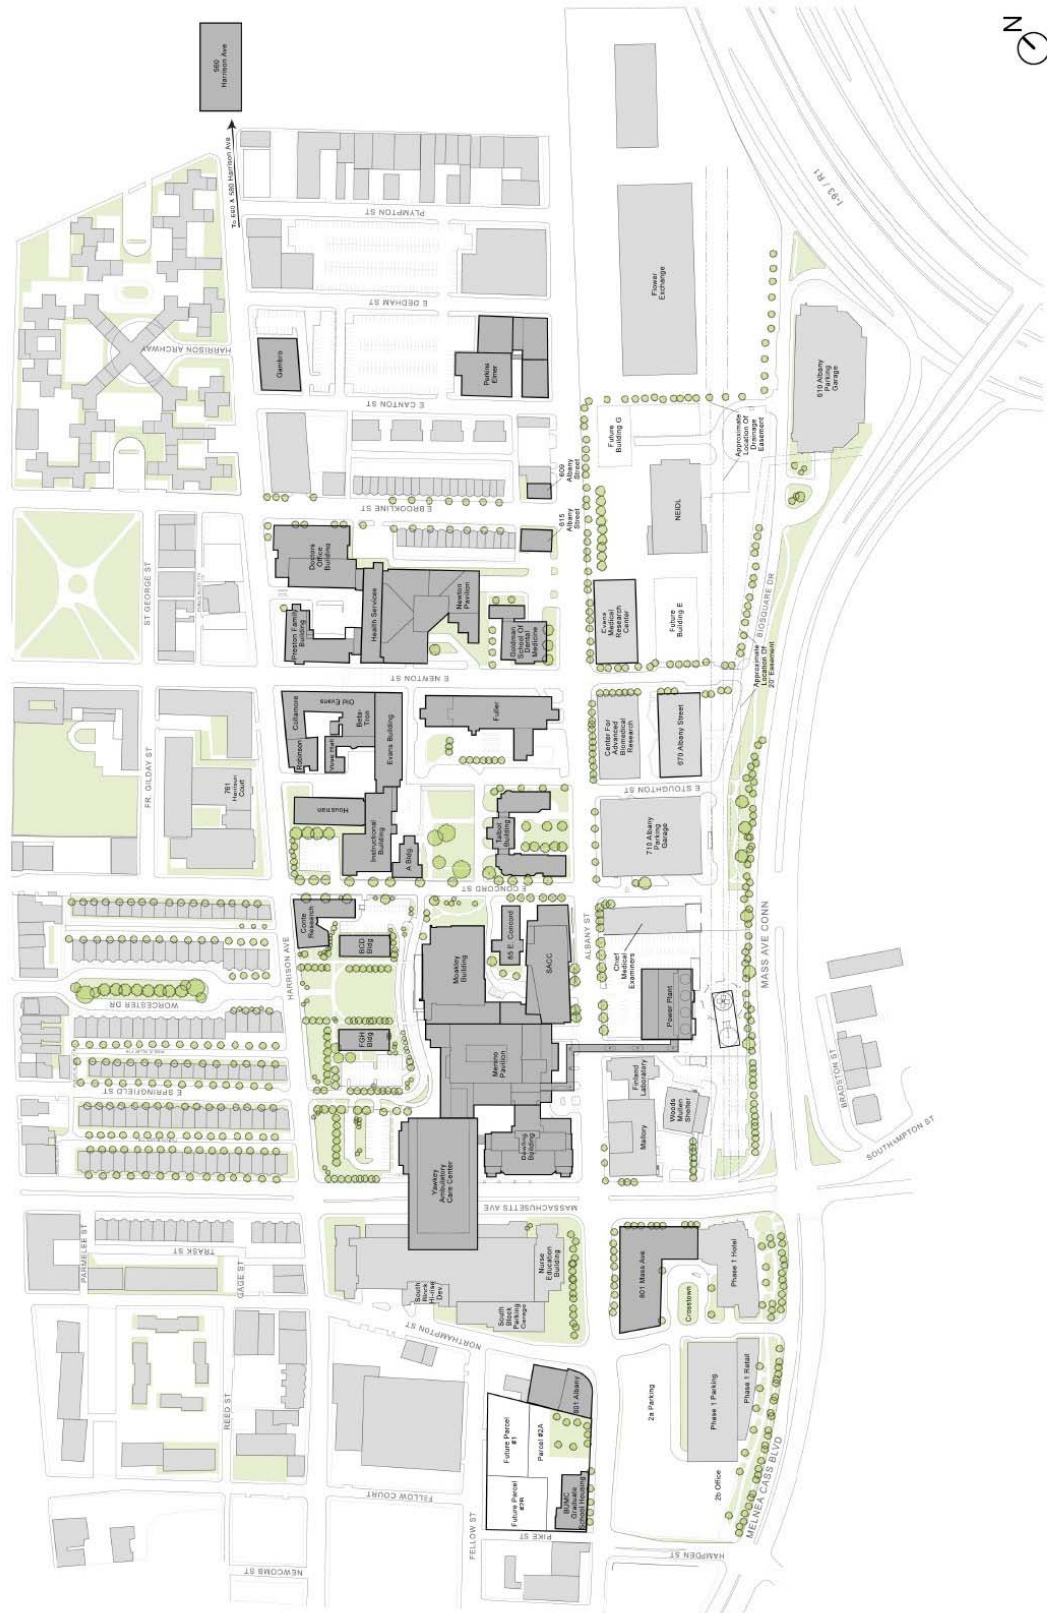 N
580
Harrison Ave
To 560 & 580 Harrison Ave
PLYMPTON ST
I-93 / R1
E DEDHAM ST
Flower
Exchange
HARRISON ARCHWAY
Gambro
Perkins
Elmer
610 Albany
Parking
Garage
E CANTON ST
Future
Building G
Approximate
Location Of
Drainage
Easement
609
Albany
Street
E BROOKLINE ST
NEIDL
615
Albany
Street
ST GEORGE ST
Doctors
Office
Building
Health Services
Newton
Pavilion
Preston Family
Building
Goldman
School Of
Dental
Medicine
Evans
Medical
Research
Center
Future
Building E
BIOSQUARE DR
Approximate
Location Of
20' Easement
E NEWTON ST
FR. GILDAY ST
761
Harrison
Court
Collamore
Old Evans
Robinson
Beta-
Tron
Evans Building
Fuller
Center For
Advanced
Biomedical
Research
670 Albany Street
E STOUGHTON ST
Housman
Instructional
Building
A Bldg.
Talbot
Building
710 Albany
Parking
Garage
E CONCORD ST
Conte
Research
BCD
Bldg
HARRISON AVE
Moakley
Building
85 E. Concord
SACC
ALBANY ST
Chief
Medical
Examiners
Power Plant
MASS AVE CONN
WORCESTER DR
FGH
Bldg
Menino
Pavilion
Finland
Laboratory
Woods
Mullen
Shelter
Mallory
BRADSTON ST
SOUTHAMPTON ST
E SPRINGFIELD ST
Yawkey
Ambulatory
Care Center
Dowling
Building
MASSACHUSETTS AVE
PARMELEE ST
TRASK ST
GAGE ST
Nurse
Education
Building
South
Block
Hi-rise
Dev.
South
Block
Parking
Garage
801 Mass Ave
Phase 1 Hotel
Crosstown
NORTHAMPTON ST
REED ST
801 Albany
Future Parcel
#1
Parcel #2A
Future Parcel
#2B
BUMC
Graduate
School Housing
2a Parking
Phase 1 Parking
Phase 1 Retail
2b Office
MELNEA CASS BLVD
FELLOW COURT
FELLOW ST
PIKE ST
HAMPDEN ST
NEWCOMB ST